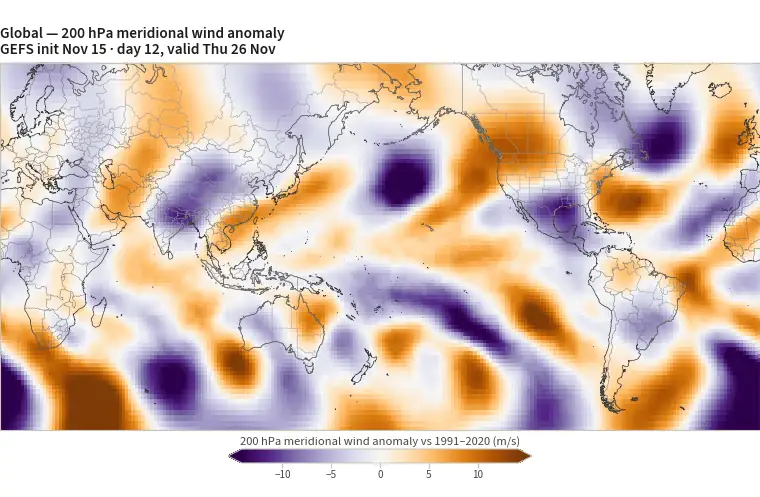 Global — 200 hPa meridional wind anomaly
GEFS init Nov 15 · day 12, valid Thu 26 Nov
200 hPa meridional wind anomaly vs 1991–2020 (m/s)
−10 −5 0 5 10